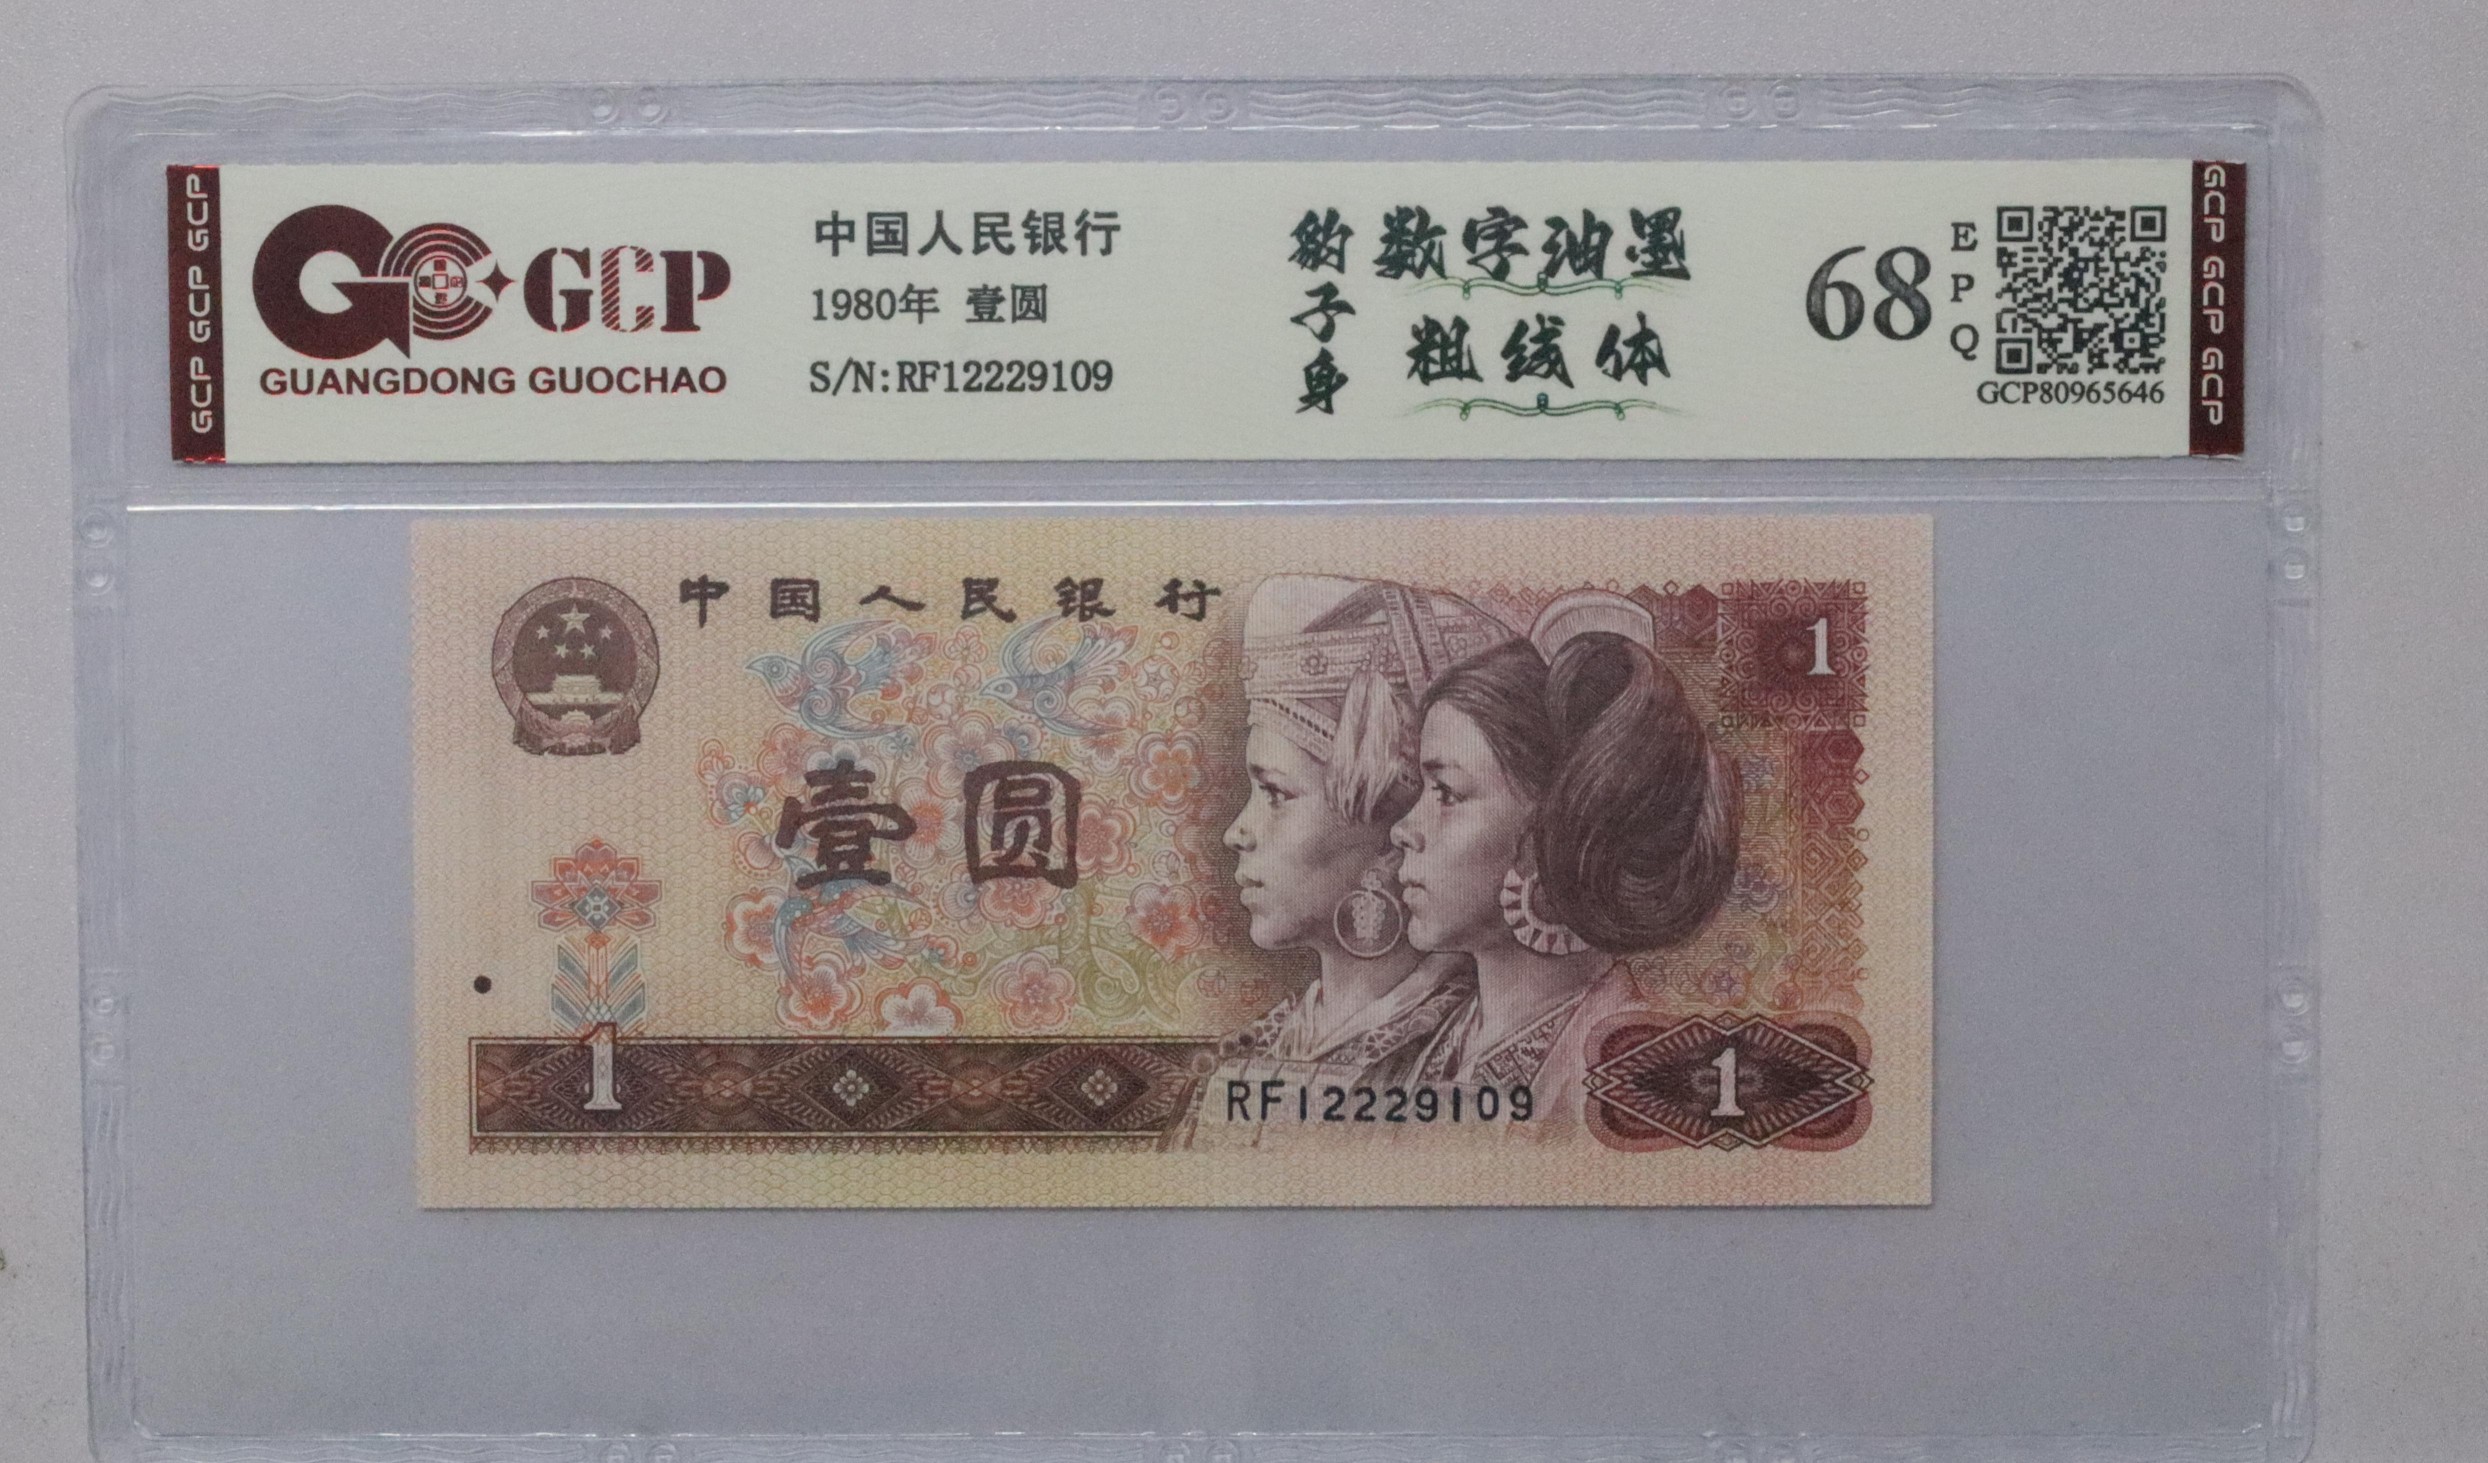 GCP GCP GCP
GCP
GUANGDONG GUOCHAO
中国人民银行
1980年 壹圆
S/N:RF12229109
豹子身
数字油墨
粗线体
68
EPQ
GCP80965646
GCP GCP GCP
中国人民银行
1
壹圆
1
RF12229109
1